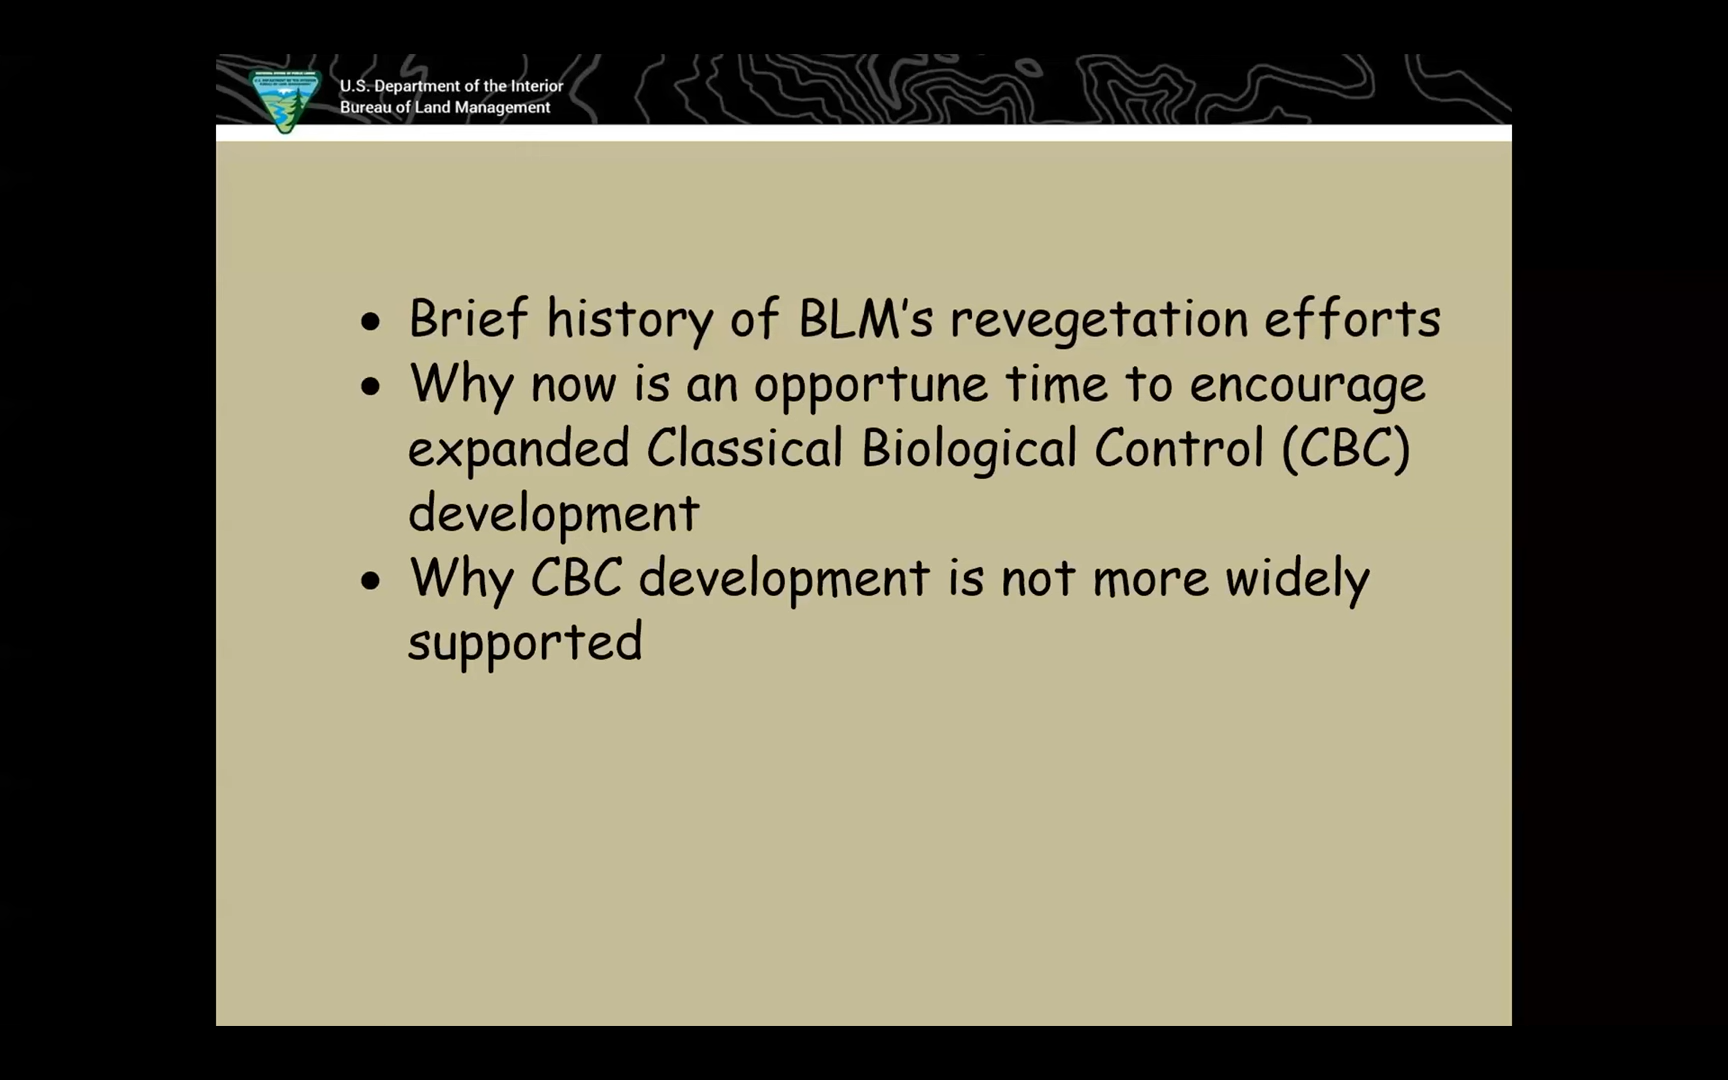 U.S. Department of the Interior
Bureau of Land Management
• Brief history of BLM's revegetation efforts
• Why now is an opportune time to encourage
expanded Classical Biological Control (CBC)
development
• Why CBC development is not more widely
supported